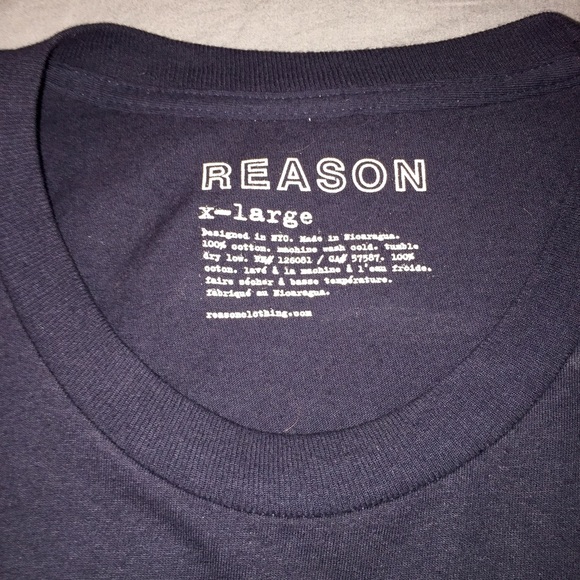 REASON
x-large
Designed in NYC. Made in Nicaragua.
100% cotton. machine wash cold. tumble
dry low. RN# 126081 / CA# 57587. 100%
coton. lavé à la machine à l'eau froide.
faire sécher à basse température.
fabriqué au Nicaragua.
reasonclothing.com